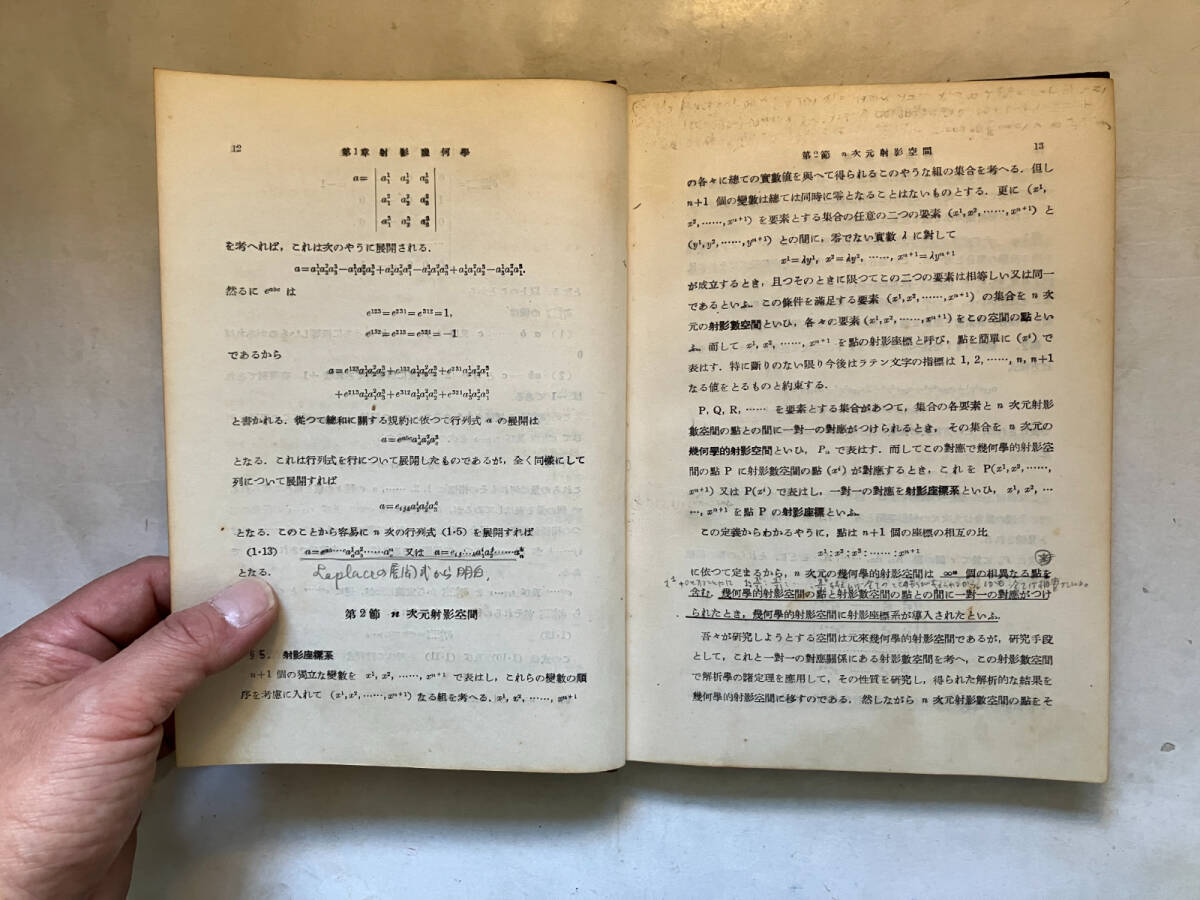 12
第1章 射影幾何學
a=
を考へれば，これは次のやうに展開される．
然るに eᵃᵇᶜ は
e¹²³=e²³¹=e³¹²=1,
e¹³²=e²¹³=e³²¹=−1
であるから
と書かれる．從つて總和に關する規約に依つて行列式 a の展開は
となる．これは行列式を行について展開したものであるが，全く同樣にして
列について展開すれば
となる．このことから容易に n 次の行列式 (1·5) を展開すれば
(1·13) 又は
となる． Laplaceの展開式から明白．
第2節 n 次元射影空間
§5. 射影座標系
n+1 個の獨立な變數を x¹, x², ……, xⁿ⁺¹ で表はし，これらの變數の順
序を考慮に入れて (x¹, x², ……, xⁿ⁺¹) なる組を考へる．x¹, x², ……, xⁿ⁺¹
第2節 n 次元射影空間
13
の各々に總ての實數値を與へて得られるこのやうな組の集合を考へる．但し
n+1 個の變數は總ては同時に零となることはないものとする．更に (x¹,
x², ……, xⁿ⁺¹) を要素とする集合の任意の二つの要素 (x¹, x², ……, xⁿ⁺¹) と
(y¹, y², ……, yⁿ⁺¹) との間に，零でない實數 λ に對して
x¹=λy¹, x²=λy², ……, xⁿ⁺¹=λyⁿ⁺¹
が成立するとき，且つそのときに限つてこの二つの要素は相等しい又は同一
であるといふ．この條件を滿足する要素 (x¹, x², ……, xⁿ⁺¹) の集合を n 次
元の射影數空間といひ，各々の要素 (x¹, x², ……, xⁿ⁺¹) をこの空間の點とい
ふ．而して x¹, x², ……, xⁿ⁺¹ を點の射影座標と呼び，點を簡單に (xⁱ) で
表はす．特に斷りのない限り今後はラテン文字の指標は 1, 2, ……, n, n+1
なる値をとるものと約束する．
P, Q, R, …… を要素とする集合があつて，集合の各要素と n 次元射影
數空間の點との間に一對一の對應がつけられるとき，その集合を n 次元の
幾何學的射影空間といひ，Pₙ で表はす．而してこの對應で幾何學的射影空
間の點 P に射影數空間の點 (xⁱ) が對應するとき，これを P(x¹, x², ……,
xⁿ⁺¹) 又は P(xⁱ) で表はし，一對一の對應を射影座標系といひ，x¹, x², …
…, xⁿ⁺¹ を點 P の射影座標といふ．
この定義からわかるやうに，點は n+1 個の座標の相互の比
x¹:x²:x³:……:xⁿ⁺¹
に依つて定まるから，n 次元の幾何學的射影空間は ∞ⁿ 個の相異なる點を
含む．幾何學的射影空間の點と射影數空間の點との間に一對一の對應がつけ
られたとき，幾何學的射影空間に射影座標系が導入されたといふ．
吾々が研究しようとする空間は元來幾何學的射影空間であるが，研究手段
として，これと一對一の對應關係にある射影數空間を考へ，この射影數空間
で解析學の諸定理を應用して，その性質を研究し，得られた解析的な結果を
幾何學的射影空間に移すのである．然しながら n 次元射影數空間の點をそ